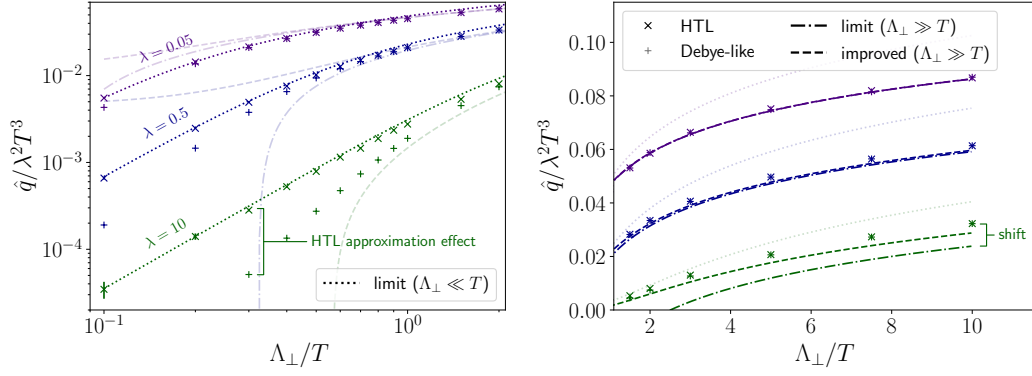 10⁻²
10⁻³
10⁻⁴
q̂/λ²T³
λ = 0.05
λ = 0.5
λ = 10
HTL approximation effect
limit (Λ⊥ ≪ T)
10⁻¹
10⁰
Λ⊥/T
HTL
Debye-like
limit (Λ⊥ ≫ T)
improved (Λ⊥ ≫ T)
0.10
0.08
0.06
0.04
0.02
0.00
q̂/λ²T³
shift
2
4
6
8
10
Λ⊥/T